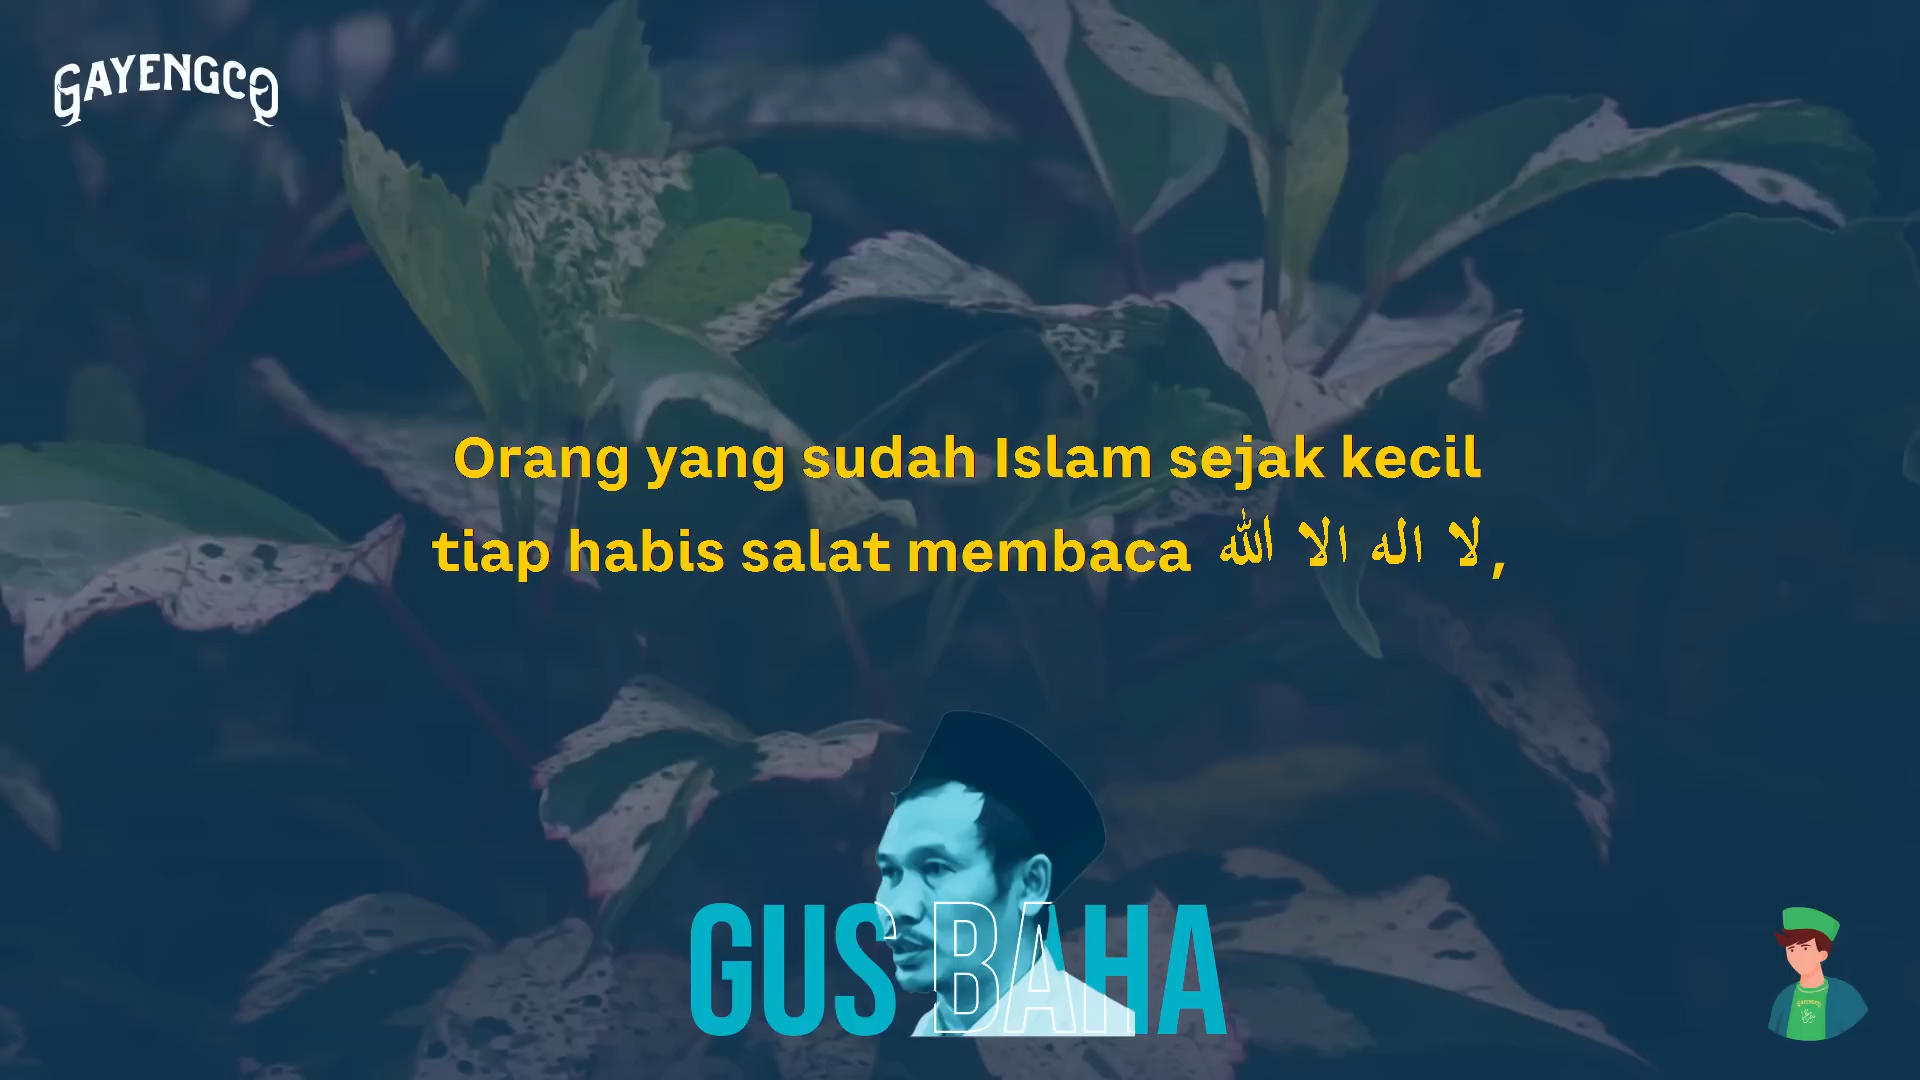 GAYENGCO
Orang yang sudah Islam sejak kecil
tiap habis salat membaca لا اله الا الله,
GUS BAHA